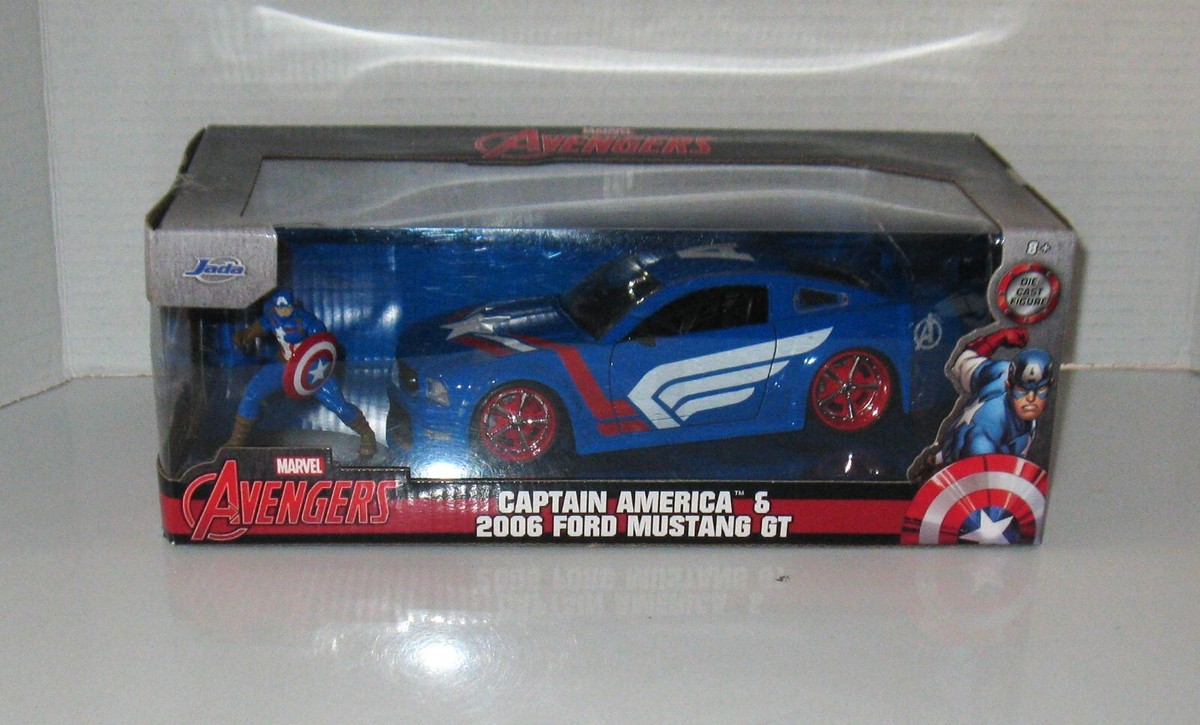 MARVEL
AVENGERS
Jada
8+
DIE
CAST
FIGURE
A
MARVEL
AVENGERS
CAPTAIN AMERICA™ &
2006 FORD MUSTANG GT